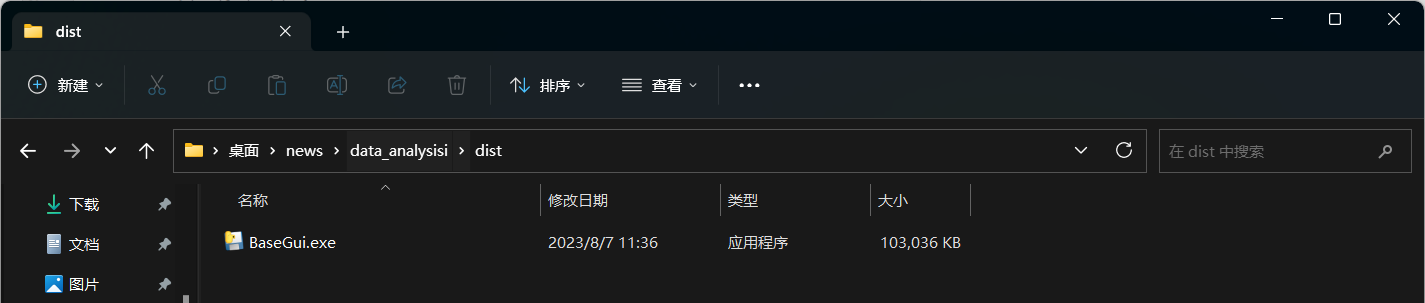 dist
新建 排序 查看
桌面 news data_analysisi dist 在 dist 中搜索
名称 修改日期 类型 大小
下载
BaseGui.exe 2023/8/7 11:36 应用程序 103,036 KB
文档
图片